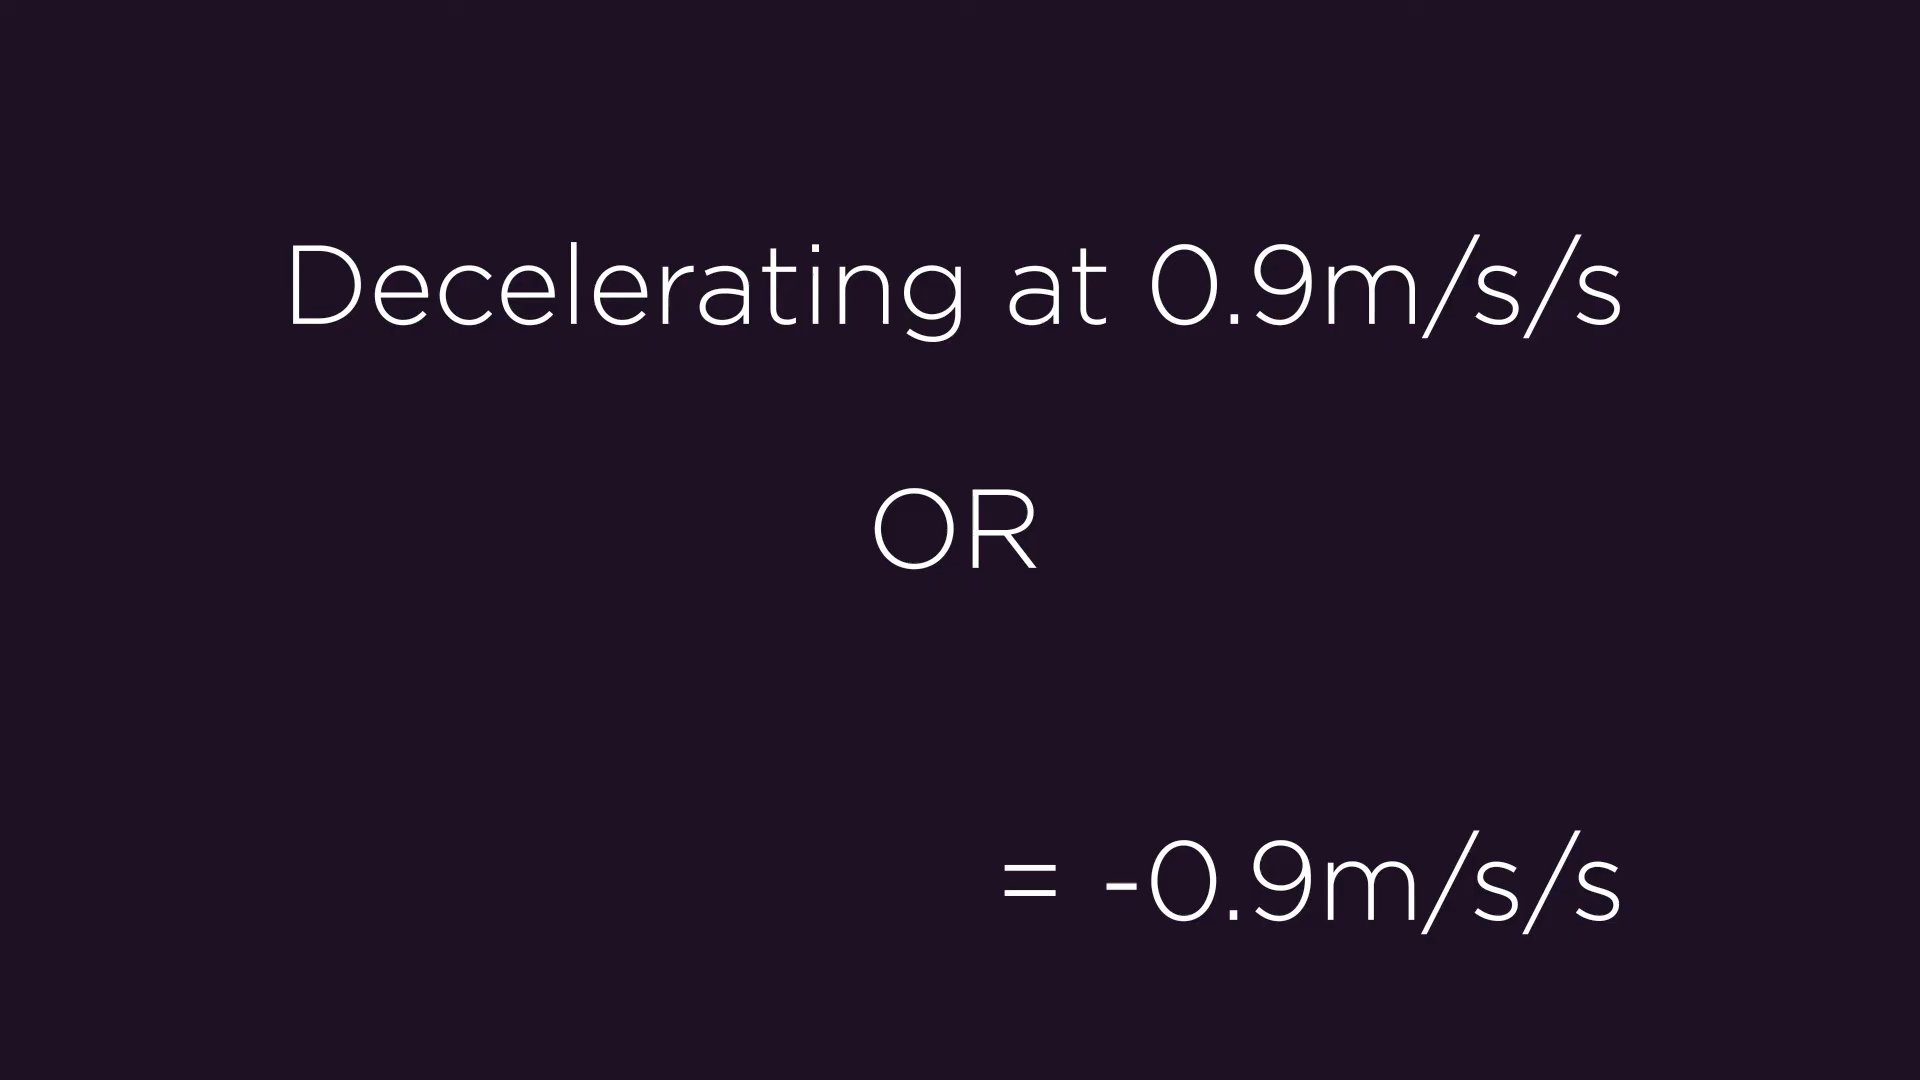 Decelerating at 0.9m/s/s
OR
= -0.9m/s/s